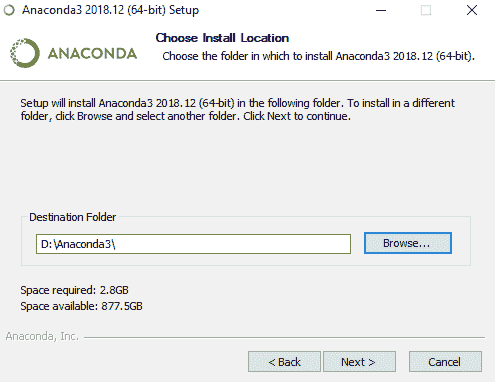 Anaconda3 2018.12 (64-bit) Setup
Choose Install Location
ANACONDA
Choose the folder in which to install Anaconda3 2018.12 (64-bit).
Setup will install Anaconda3 2018.12 (64-bit) in the following folder. To install in a different
folder, click Browse and select another folder. Click Next to continue.
Destination Folder
D:\Anaconda3\
Browse...
Space required: 2.8GB
Space available: 877.5GB
Anaconda, Inc.
< Back
Next >
Cancel